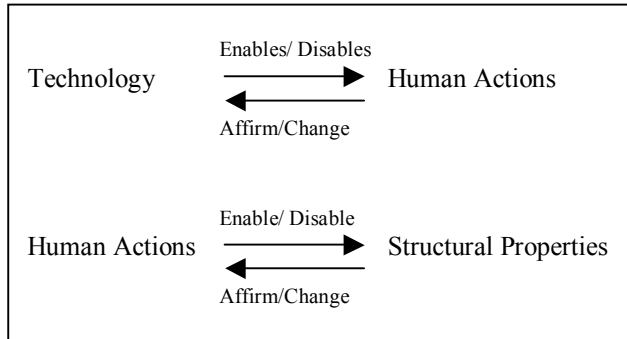 Enables/ Disables
Technology Human Actions
Affirm/Change
Enable/ Disable
Human Actions Structural Properties
Affirm/Change